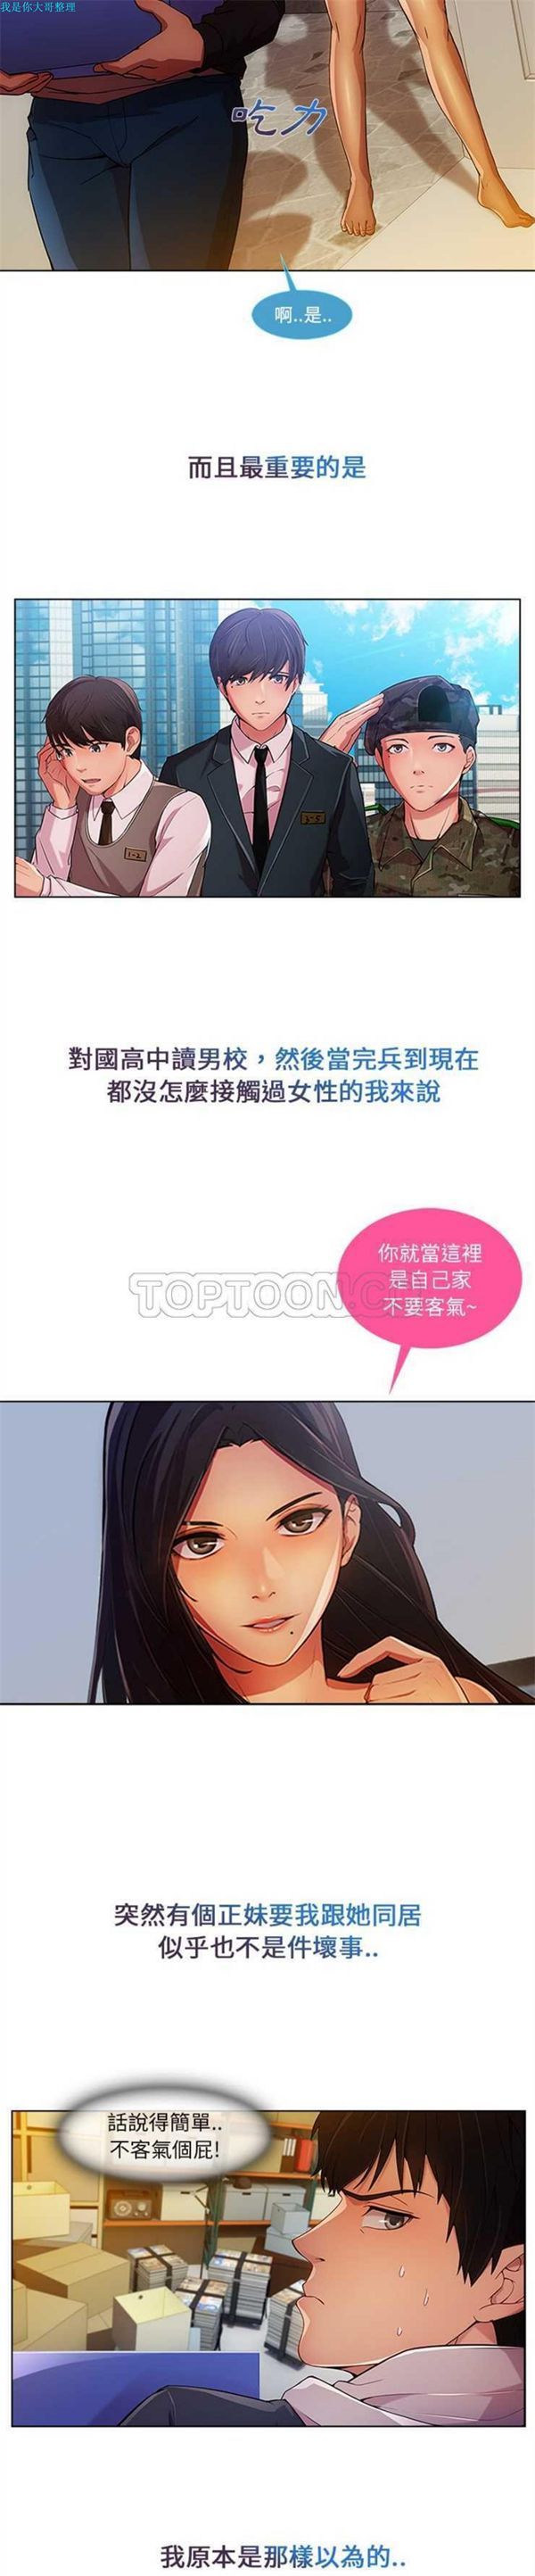 我是你大哥整理
吃力
啊..是..
而且最重要的是
1-2
3-5
對國高中讀男校，然後當完兵到現在
都沒怎麼接觸過女性的我來說
你就當這裡
是自己家
不要客氣~
TOPTOON.CN
突然有個正妹要我跟她同居
似乎也不是件壞事..
話說得簡單..
不客氣個屁!
我原本是那樣以為的..